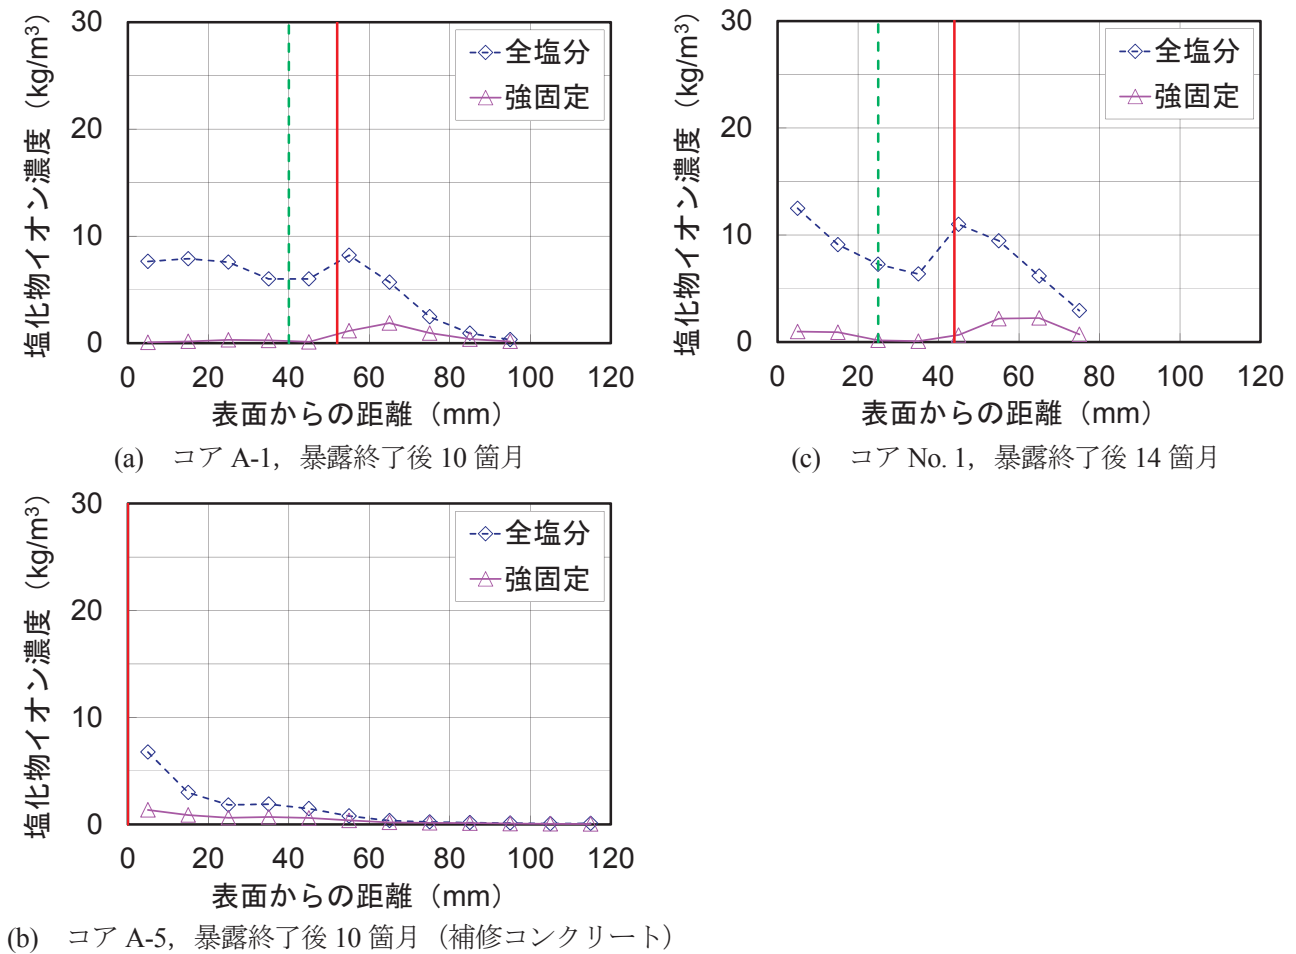 塩化物イオン濃度（kg/m³）
30
20
10
0
全塩分
強固定
0 20 40 60 80 100 120
表面からの距離（mm）
(a) コア A-1，暴露終了後 10 箇月
塩化物イオン濃度（kg/m³）
30
20
10
0
全塩分
強固定
0 20 40 60 80 100 120
表面からの距離（mm）
(c) コア No. 1，暴露終了後 14 箇月
塩化物イオン濃度（kg/m³）
30
20
10
0
全塩分
強固定
0 20 40 60 80 100 120
表面からの距離（mm）
(b) コア A-5，暴露終了後 10 箇月（補修コンクリート）